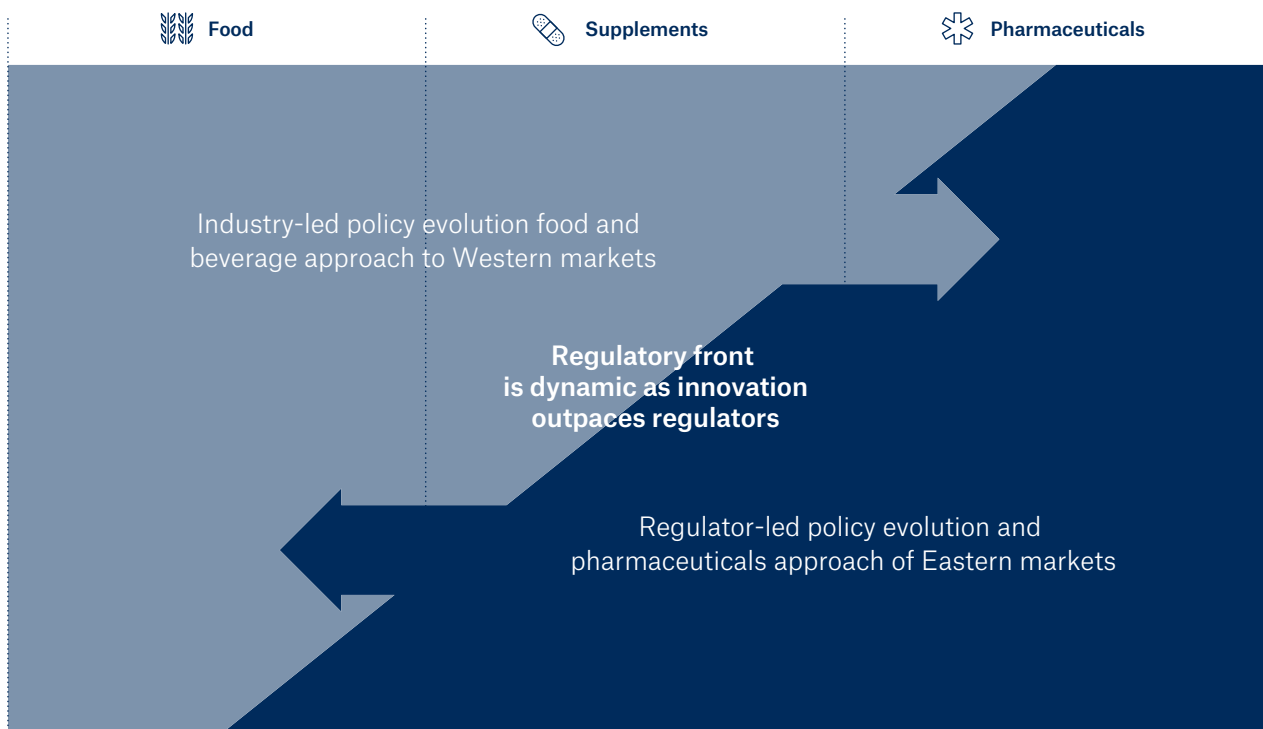 Food
Supplements
Pharmaceuticals
Industry-led policy evolution food and
beverage approach to Western markets
Regulatory front
is dynamic as innovation
outpaces regulators
Regulator-led policy evolution and
pharmaceuticals approach of Eastern markets